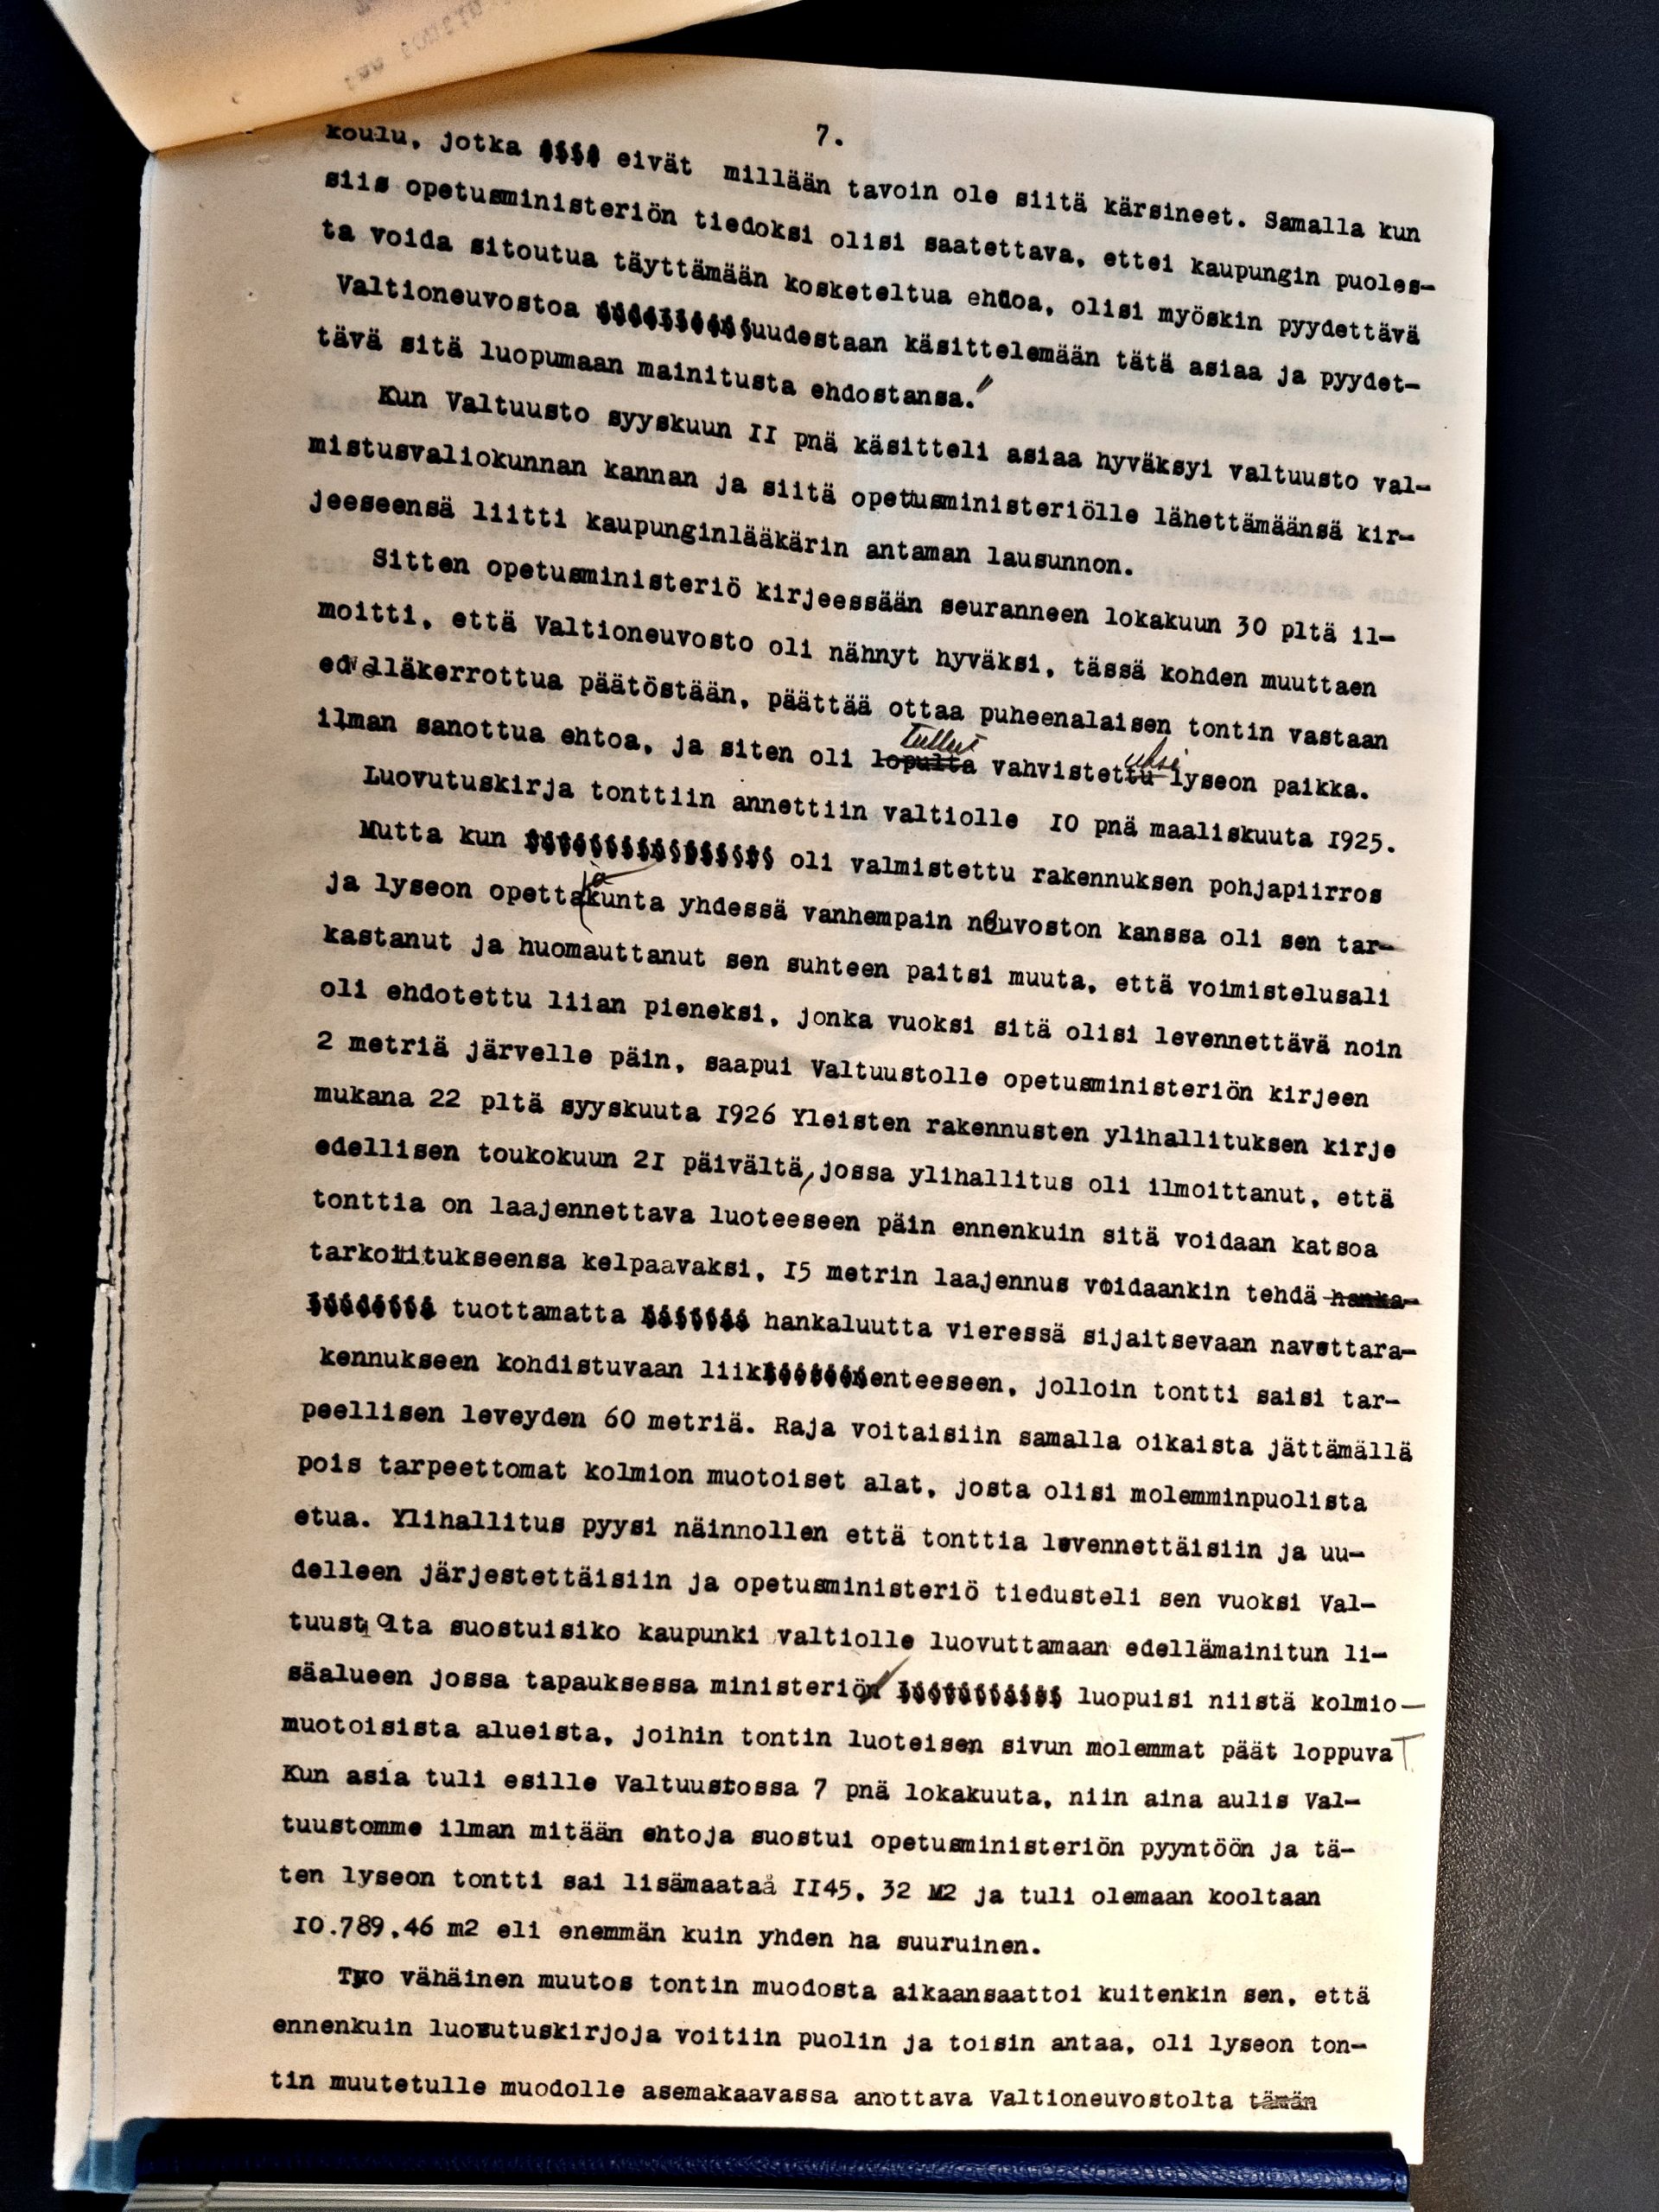 7.
koulu, jotka eivät millään tavoin ole siitä kärsineet. Samalla kun
siis opetusministeriön tiedoksi olisi saatettava, ettei kaupungin puoles-
ta voida sitoutua täyttämään kosketeltua ehdoa, olisi myöskin pyydettävä
Valtioneuvostoa uudestaan käsittelemään tätä asiaa ja pyydet-
tävä sitä luopumaan mainitusta ehdostansa."
Kun Valtuusto syyskuun II pnä käsitteli asiaa hyväksyi valtuusto val-
mistusvaliokunnan kannan ja siitä opetusministeriölle lähettämäänsä kir-
jeeseensä liitti kaupunginlääkärin antaman lausunnon.
Sitten opetusministeriö kirjeessään seuranneen lokakuun 30 pltä il-
moitti, että Valtioneuvosto oli nähnyt hyväksi, tässä kohden muuttaen
edelläkerrottua päätöstään, päättää ottaa puheenalaisen tontin vastaan
ilman sanottua ehtoa, ja siten oli lopulta tullut vahvistettu uksi lyseon paikka.
Luovutuskirja tonttiin annettiin valtiolle IO pnä maaliskuuta I925.
Mutta kun oli valmistettu rakennuksen pohjapiirros
ja lyseon opettajakunta yhdessä vanhempain neuvoston kanssa oli sen tar-
kastanut ja huomauttanut sen suhteen paitsi muuta, että voimistelusali
oli ehdotettu liian pieneksi, jonka vuoksi sitä olisi levennettävä noin
2 metriä järvelle päin, saapui Valtuustolle opetusministeriön kirjeen
mukana 22 pltä syyskuuta I926 Yleisten rakennusten ylihallituksen kirje
edellisen toukokuun 2I päivältä, jossa ylihallitus oli ilmoittanut, että
tonttia on laajennettava luoteeseen päin ennenkuin sitä voidaan katsoa
tarkoitukseensa kelpaavaksi, I5 metrin laajennus voidaankin tehdä hanka-
tuottamatta hankaluutta vieressä sijaitsevaan navettara-
kennukseen kohdistuvaan liikenteeseen, jolloin tontti saisi tar-
peellisen leveyden 60 metriä. Raja voitaisiin samalla oikaista jättämällä
pois tarpeettomat kolmion muotoiset alat, josta olisi molemminpuolista
etua. Ylihallitus pyysi näinnollen että tonttia levennettäisiin ja uu-
delleen järjestettäisiin ja opetusministeriö tiedusteli sen vuoksi Val-
tuustolta suostuisiko kaupunki valtiolle luovuttamaan edellämainitun li-
säalueen jossa tapauksessa ministeriö luopuisi niistä kolmio-
muotoisista alueista, joihin tontin luoteisen sivun molemmat päät loppuvat
Kun asia tuli esille Valtuustossa 7 pnä lokakuuta, niin aina aulis Val-
tuustomme ilman mitään ehtoja suostui opetusministeriön pyyntöön ja tä-
ten lyseon tontti sai lisämaataå II45, 32 M2 ja tuli olemaan kooltaan
IO.789,46 m2 eli enemmän kuin yhden ha suuruinen.
Tuo vähäinen muutos tontin muodosta aikaansaattoi kuitenkin sen, että
ennenkuin luovutuskirjoja voitiin puolin ja toisin antaa, oli lyseon ton-
tin muutetulle muodolle asemakaavassa anottava Valtioneuvostolta tämän